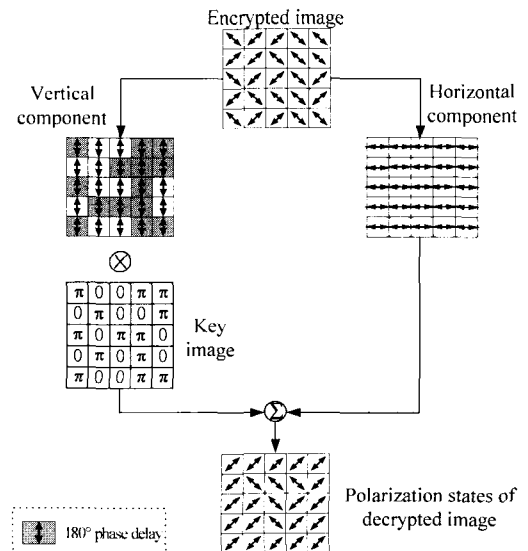 Encrypted image
Vertical
component
Horizontal
component
π 0 0 π π
0 π 0 0 π
π 0 π π 0
0 π 0 π 0
π 0 0 π π
Key
image
Σ
Polarization states of
decrypted image
180° phase delay